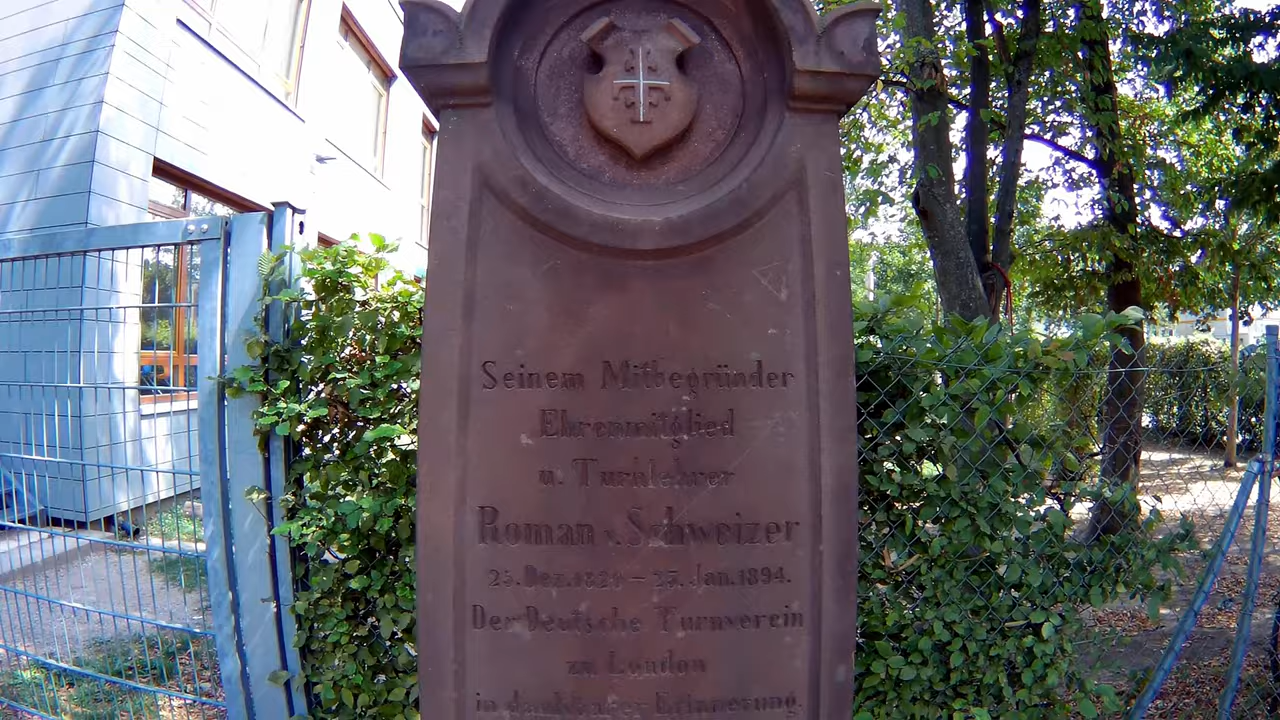 Seinem Mitbegründer
Ehrenmitglied
u. Turnlehrer
Roman v. Schweizer
25. Dez. 1821 – 25. Jan. 1894.
Der Deutsche Turnverein
zu London
in dankbarer Erinnerung.